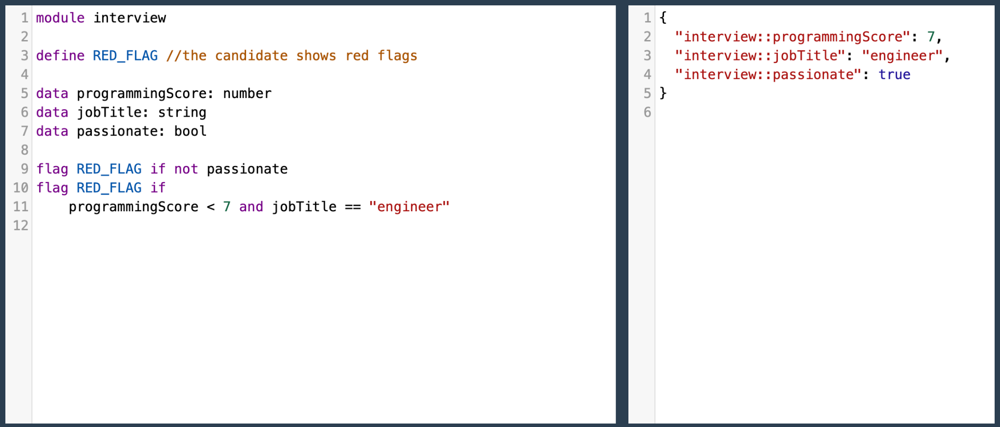 1 module interview
2
3 define RED_FLAG //the candidate shows red flags
4
5 data programmingScore: number
6 data jobTitle: string
7 data passionate: bool
8
9 flag RED_FLAG if not passionate
10 flag RED_FLAG if
11     programmingScore < 7 and jobTitle == "engineer"
12
1 {
2   "interview::programmingScore": 7,
3   "interview::jobTitle": "engineer",
4   "interview::passionate": true
5 }
6